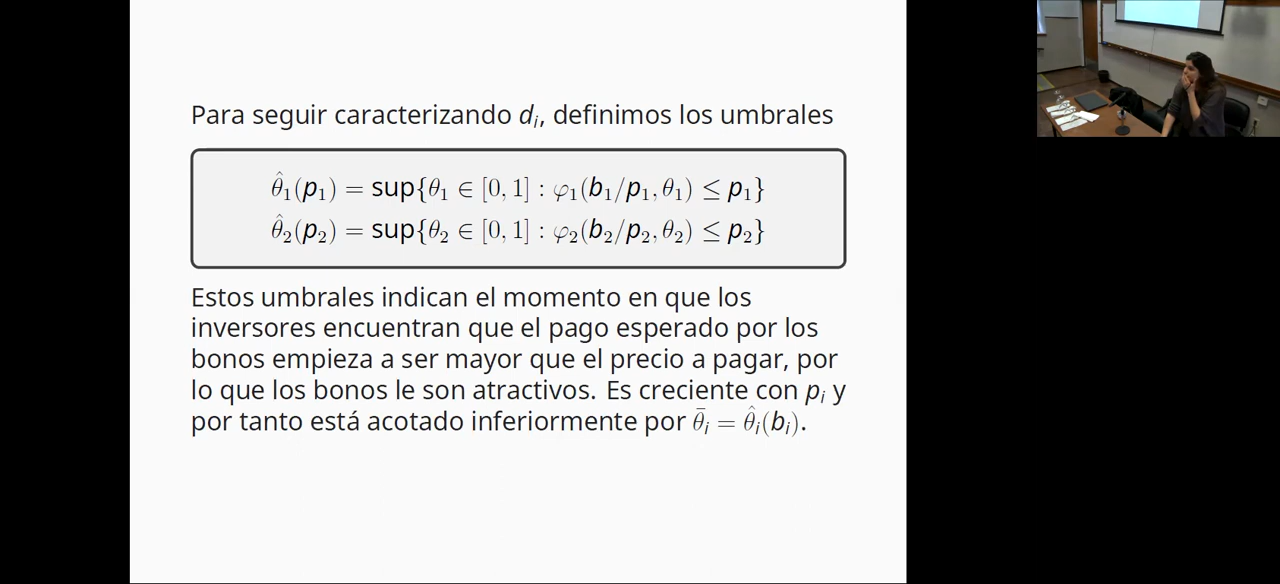 Para seguir caracterizando dᵢ, definimos los umbrales
θ̂₁(p₁) = sup{θ₁ ∈ [0, 1] : φ₁(b₁/p₁, θ₁) ≤ p₁}
θ̂₂(p₂) = sup{θ₂ ∈ [0, 1] : φ₂(b₂/p₂, θ₂) ≤ p₂}
Estos umbrales indican el momento en que los
inversores encuentran que el pago esperado por los
bonos empieza a ser mayor que el precio a pagar, por
lo que los bonos le son atractivos. Es creciente con pᵢ y
por tanto está acotado inferiormente por θ̄ᵢ = θ̂ᵢ(bᵢ).